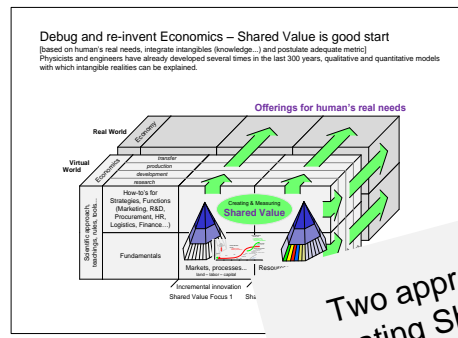 Debug and re-invent Economics – Shared Value is good start
[based on human's real needs, integrate intangibles (knowledge...) and postulate adequate metric]
Physicists and engineers have already developed several times in the last 300 years, qualitative and quantitative models
with which intangible realities can be explained.
Offerings for human's real needs
Real World
Economy
Virtual
World
Economics
transfer
production
development
research
Scientific approach,
teachings, rules, tools...
How-to's for
Strategies, Functions
(Marketing, R&D,
Procurement, HR,
Logistics, Finance…)
Creating & Measuring
Shared Value
Fundamentals
Markets, processes...
land – labor – capital
Incremental innovation
Shared Value Focus 1
Two